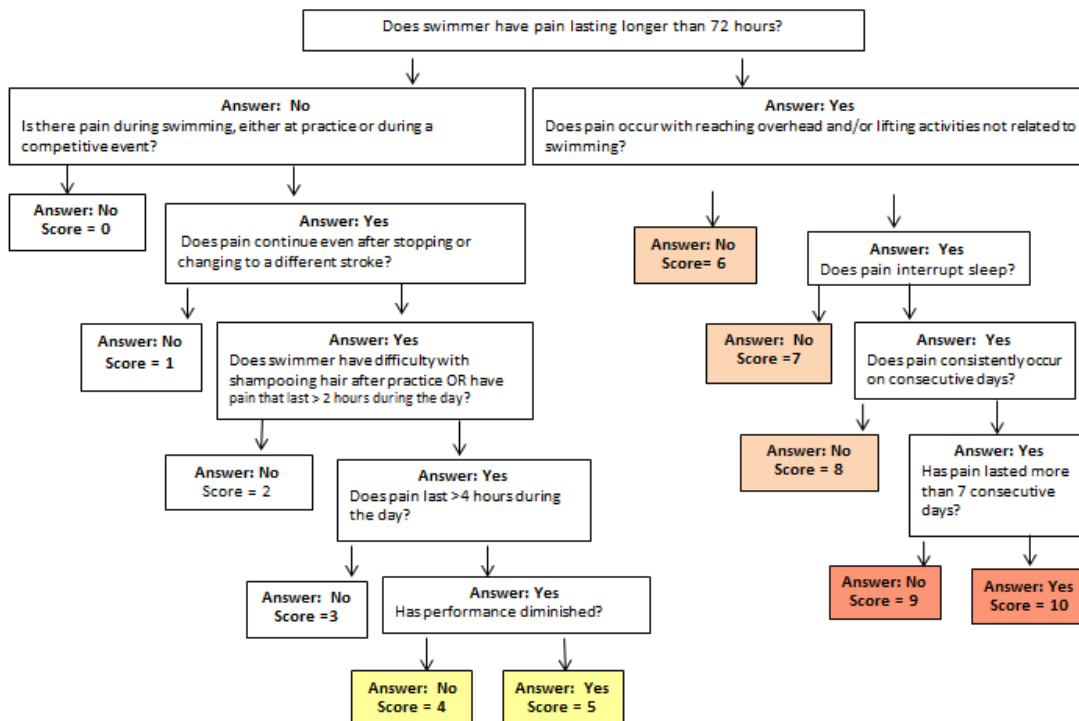 Does swimmer have pain lasting longer than 72 hours?
Answer: No
Is there pain during swimming, either at practice or during a
competitive event?
Answer: Yes
Does pain occur with reaching overhead and/or lifting activities not related to
swimming?
Answer: No
Score = 0
Answer: Yes
Does pain continue even after stopping or
changing to a different stroke?
Answer: No
Score= 6
Answer: Yes
Does pain interrupt sleep?
Answer: No
Score = 1
Answer: Yes
Does swimmer have difficulty with
shampooing hair after practice OR have
pain that last > 2 hours during the day?
Answer: No
Score =7
Answer: Yes
Does pain consistently occur
on consecutive days?
Answer: No
Score = 2
Answer: Yes
Does pain last >4 hours during
the day?
Answer: No
Score = 8
Answer: Yes
Has pain lasted more
than 7 consecutive
days?
Answer: No
Score =3
Answer: Yes
Has performance diminished?
Answer: No
Score = 9
Answer: Yes
Score = 10
Answer: No
Score = 4
Answer: Yes
Score = 5